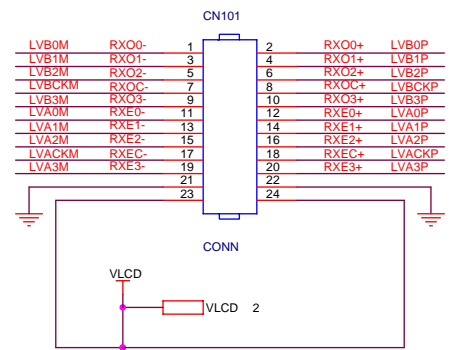 CN101
LVB0M RXO0- 1 2 RXO0+ LVB0P
LVB1M RXO1- 3 4 RXO1+ LVB1P
LVB2M RXO2- 5 6 RXO2+ LVB2P
LVBCKM RXOC- 7 8 RXOC+ LVBCKP
LVB3M RXO3- 9 10 RXO3+ LVB3P
LVA0M RXE0- 11 12 RXE0+ LVA0P
LVA1M RXE1- 13 14 RXE1+ LVA1P
LVA2M RXE2- 15 16 RXE2+ LVA2P
LVACKM RXEC- 17 18 RXEC+ LVACKP
LVA3M RXE3- 19 20 RXE3+ LVA3P
21 22
23 24
CONN
VLCD
VLCD 2